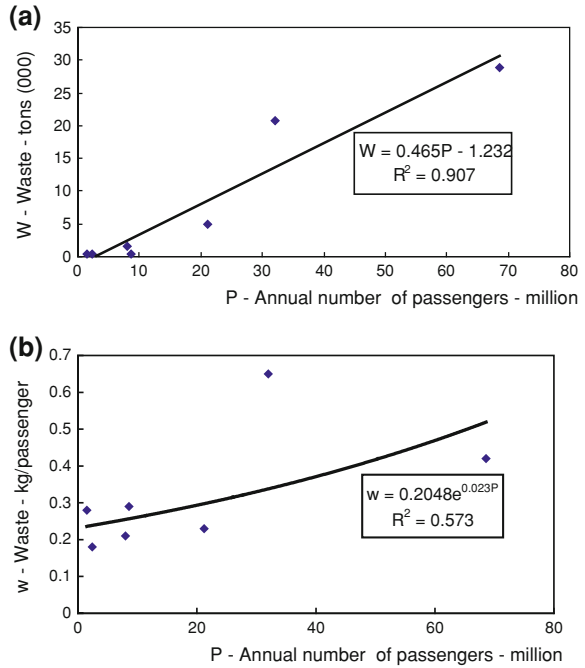 (a)
W - Waste - tons (000)
35
30
25
20
15
10
5
0
W = 0.465P - 1.232
R² = 0.907
0 10 20 30 40 50 60 70 80
P - Annual number of passengers - million
(b)
w - Waste - kg/passenger
0.7
0.6
0.5
0.4
0.3
0.2
0.1
0
w = 0.2048e^0.023P
R² = 0.573
0 20 40 60 80
P - Annual number of passengers - million